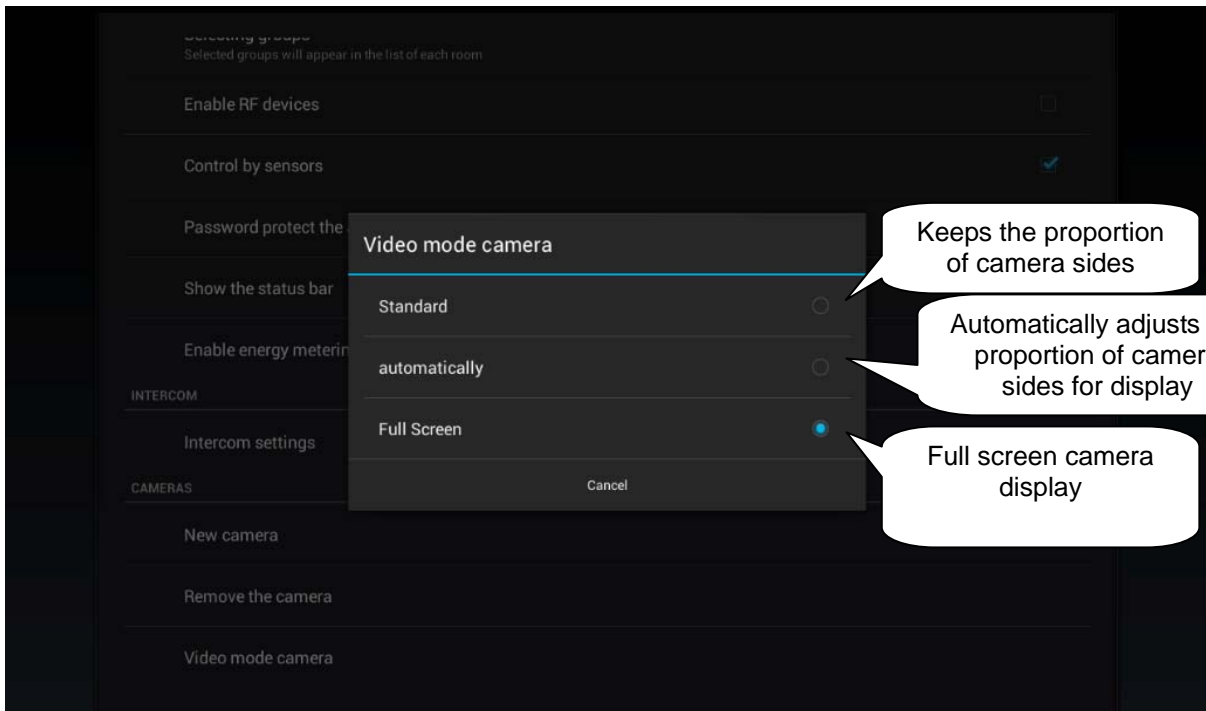 Selecting groups
Selected groups will appear in the list of each room
Enable RF devices
Control by sensors
Password protect the
Show the status bar
Enable energy meterin
INTERCOM
Intercom settings
CAMERAS
New camera
Remove the camera
Video mode camera
Video mode camera
Standard
automatically
Full Screen
Cancel
Keeps the proportion
of camera sides
Automatically adjusts
proportion of camer
sides for display
Full screen camera
display